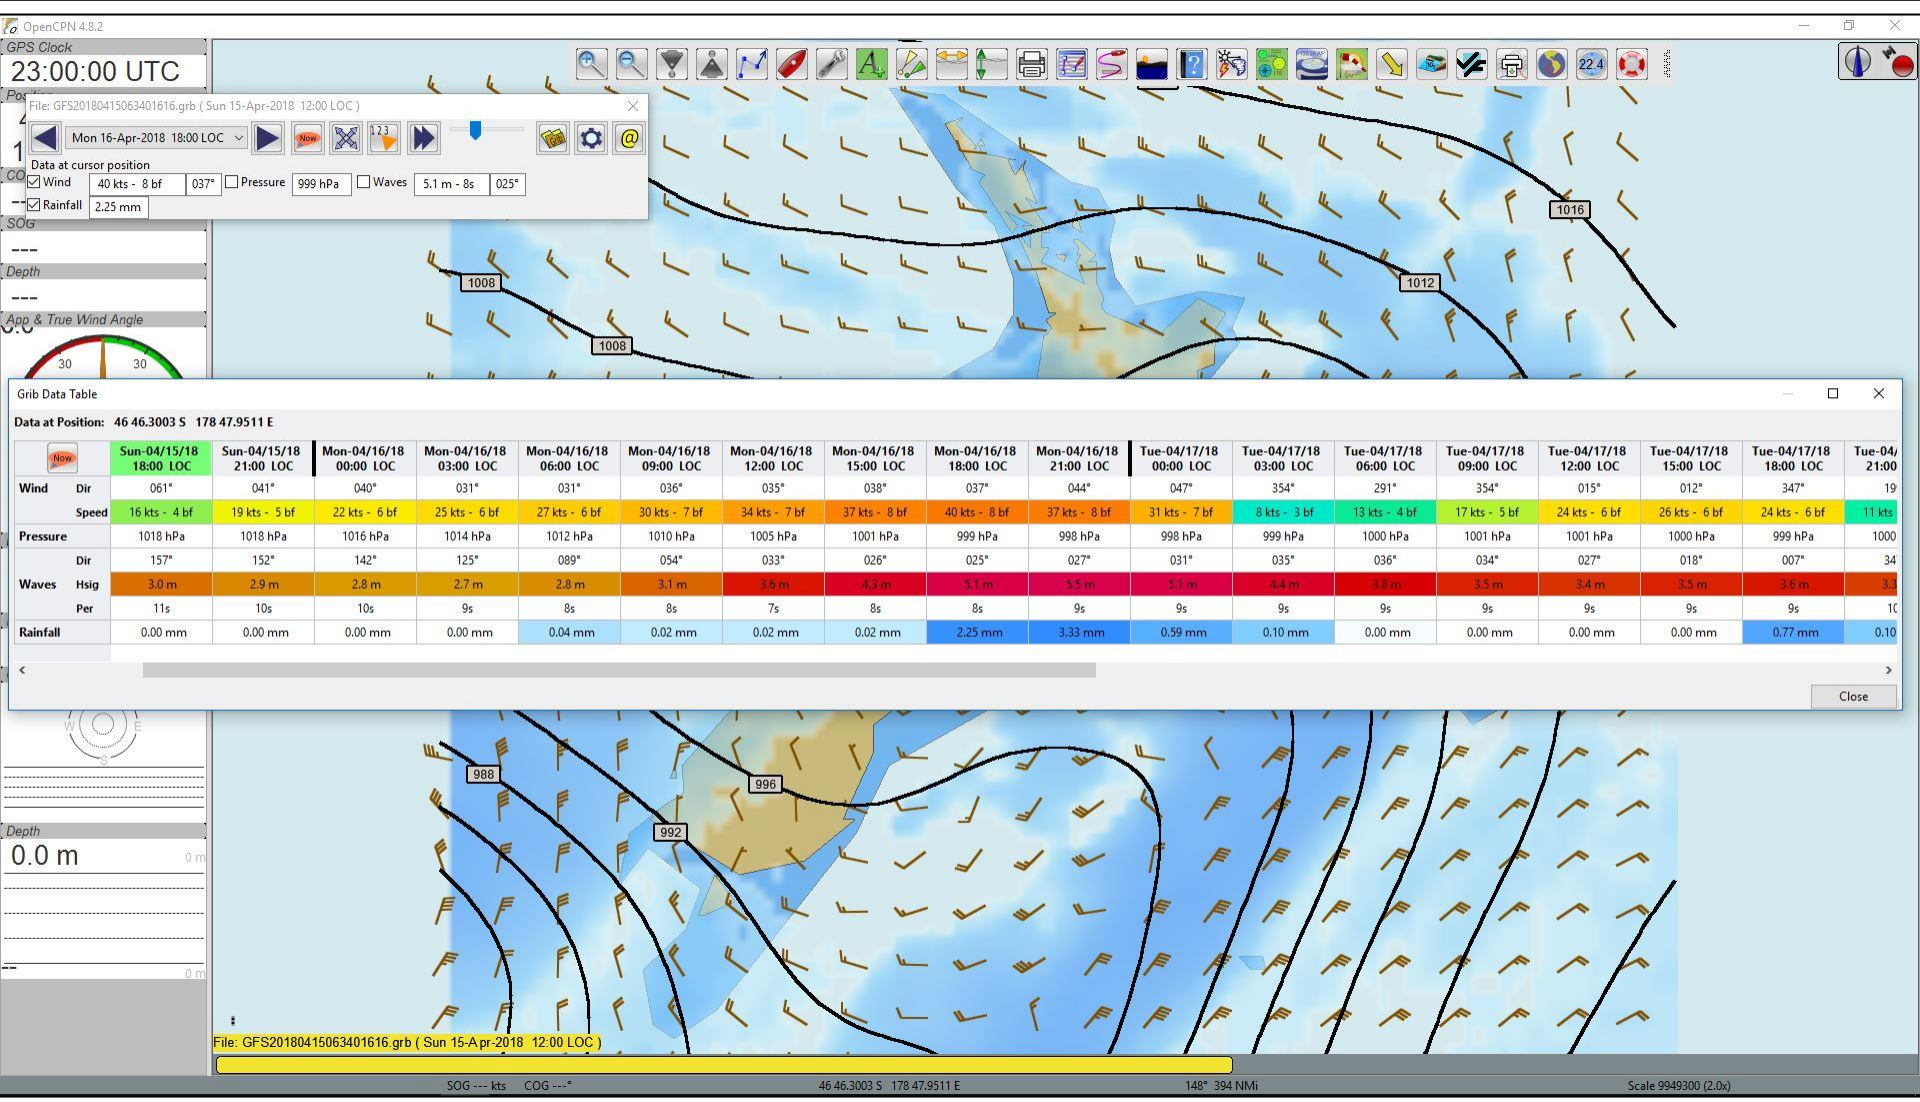 OpenCPN 4.8.2
GPS Clock
23:00:00 UTC
File: GFS20180415063401616.grb ( Sun 15-Apr-2018 12:00 LOC )
Mon 16-Apr-2018 18:00 LOC
Now
1 2 3
Grib
@
22.4
Data at cursor position
Wind 40 kts - 8 bf 037° Pressure 999 hPa Waves 5.1 m - 8s 025°
Rainfall 2.25 mm
SOG
---
Depth
---
App & True Wind Angle
30 30
1016
1012
1008
1008
Grib Data Table
Data at Position: 46 46.3003 S 178 47.9511 E
Now
Sun-04/15/18 Sun-04/15/18 Mon-04/16/18 Mon-04/16/18 Mon-04/16/18 Mon-04/16/18 Mon-04/16/18 Mon-04/16/18 Mon-04/16/18 Mon-04/16/18 Tue-04/17/18 Tue-04/17/18 Tue-04/17/18 Tue-04/17/18 Tue-04/17/18 Tue-04/17/18 Tue-04/17/18 Tue-04/
18:00 LOC 21:00 LOC 00:00 LOC 03:00 LOC 06:00 LOC 09:00 LOC 12:00 LOC 15:00 LOC 18:00 LOC 21:00 LOC 00:00 LOC 03:00 LOC 06:00 LOC 09:00 LOC 12:00 LOC 15:00 LOC 18:00 LOC 21:00
Wind Dir 061° 041° 040° 031° 031° 036° 035° 038° 037° 044° 047° 354° 291° 354° 015° 012° 347° 19
Speed 16 kts - 4 bf 19 kts - 5 bf 22 kts - 6 bf 25 kts - 6 bf 27 kts - 6 bf 30 kts - 7 bf 34 kts - 7 bf 37 kts - 8 bf 40 kts - 8 bf 37 kts - 8 bf 31 kts - 7 bf 8 kts - 3 bf 13 kts - 4 bf 17 kts - 5 bf 24 kts - 6 bf 26 kts - 6 bf 24 kts - 6 bf 11 kts
Pressure 1018 hPa 1018 hPa 1016 hPa 1014 hPa 1012 hPa 1010 hPa 1005 hPa 1001 hPa 999 hPa 998 hPa 998 hPa 999 hPa 1000 hPa 1001 hPa 1001 hPa 1000 hPa 999 hPa 1000
Dir 157° 152° 142° 125° 089° 054° 033° 026° 025° 027° 031° 035° 036° 034° 027° 018° 007° 34
Waves Hsig 3.0 m 2.9 m 2.8 m 2.7 m 2.8 m 3.1 m 3.6 m 4.3 m 5.1 m 5.5 m 5.1 m 4.4 m 3.8 m 3.5 m 3.4 m 3.5 m 3.6 m 3.3
Per 11s 10s 10s 9s 8s 8s 7s 8s 8s 9s 9s 9s 9s 9s 9s 9s 9s 10
Rainfall 0.00 mm 0.00 mm 0.00 mm 0.00 mm 0.04 mm 0.02 mm 0.02 mm 0.02 mm 2.25 mm 3.33 mm 0.59 mm 0.10 mm 0.00 mm 0.00 mm 0.00 mm 0.00 mm 0.77 mm 0.10
Close
W E
S
988
996
992
Depth
0.0 m 0 m
--
0 m
File: GFS20180415063401616.grb ( Sun 15-Apr-2018 12:00 LOC )
SOG --- kts COG ---° 46 46.3003 S 178 47.9511 E 148° 394 NMi Scale 9949300 (2.0x)